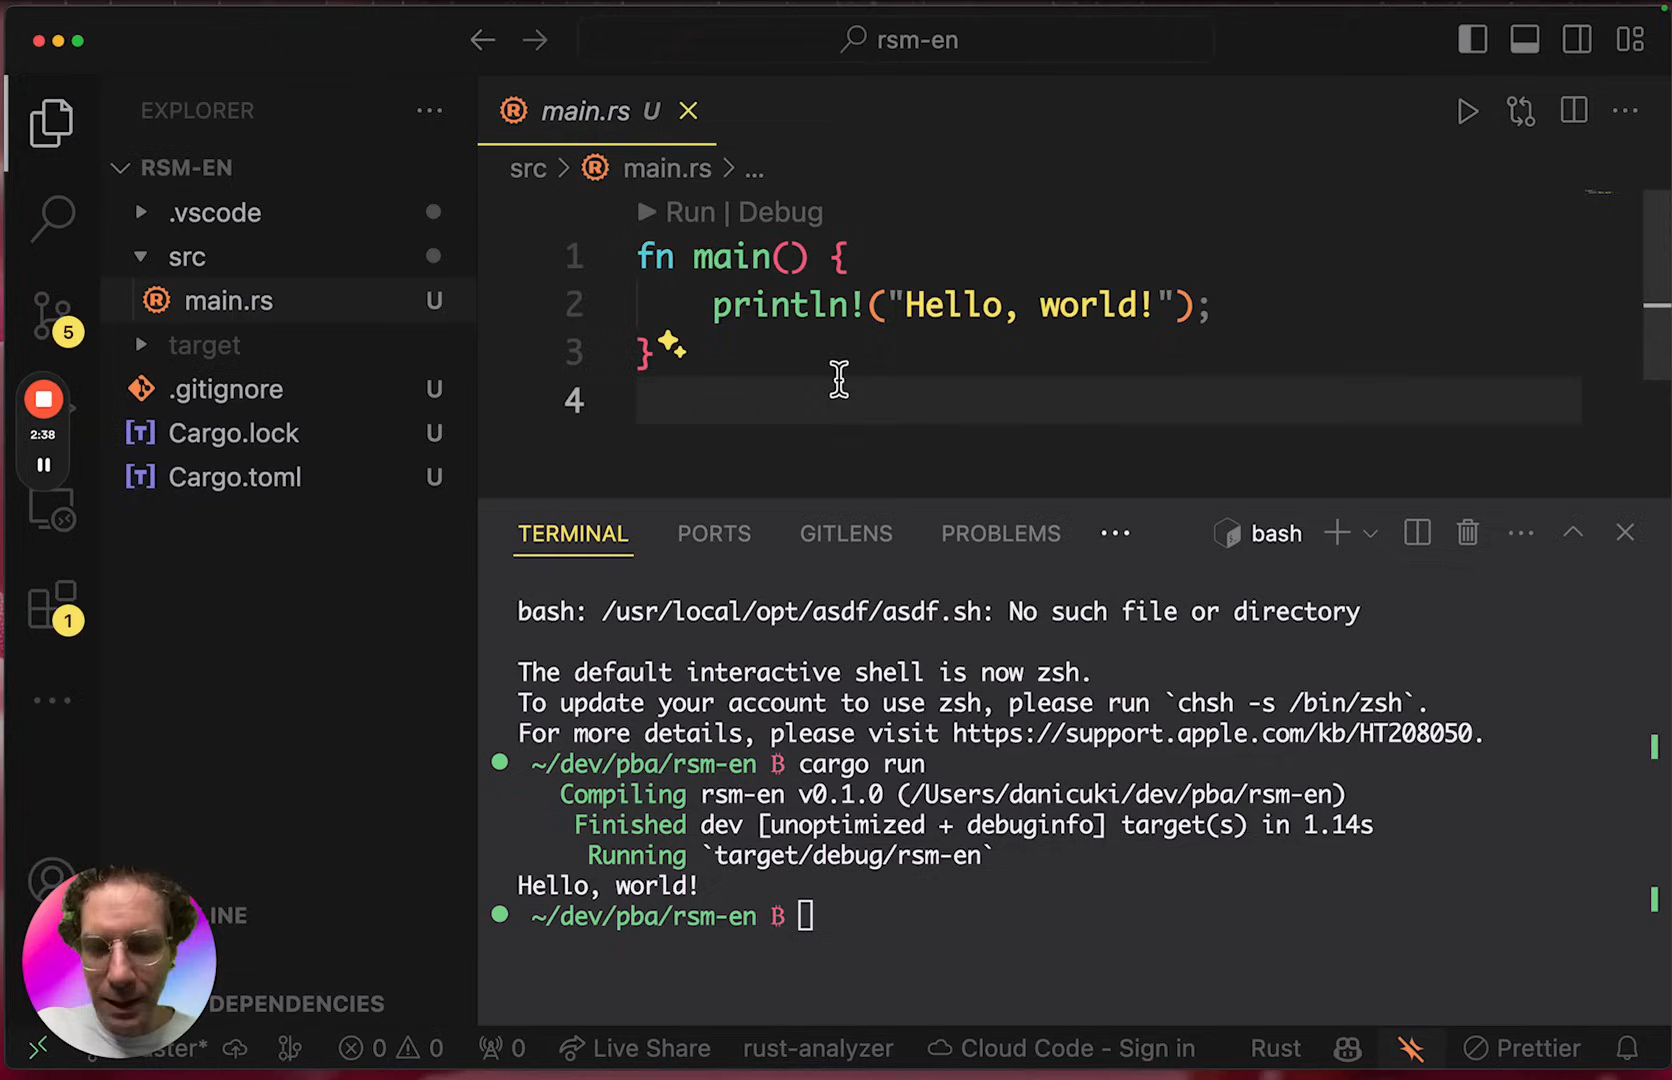 rsm-en
EXPLORER
RSM-EN
.vscode
src
main.rs U
target
.gitignore U
Cargo.lock U
Cargo.toml U
5
2:38
1
LINE
DEPENDENCIES
main.rs U
src > main.rs > ...
Run | Debug
1 fn main() {
2 println!("Hello, world!");
3 }
4
TERMINAL PORTS GITLENS PROBLEMS bash
bash: /usr/local/opt/asdf/asdf.sh: No such file or directory
The default interactive shell is now zsh.
To update your account to use zsh, please run `chsh -s /bin/zsh`.
For more details, please visit https://support.apple.com/kb/HT208050.
~/dev/pba/rsm-en ₿ cargo run
Compiling rsm-en v0.1.0 (/Users/danicuki/dev/pba/rsm-en)
Finished dev [unoptimized + debuginfo] target(s) in 1.14s
Running `target/debug/rsm-en`
Hello, world!
~/dev/pba/rsm-en ₿
ster* 0 0 0 Live Share rust-analyzer Cloud Code - Sign in Rust Prettier